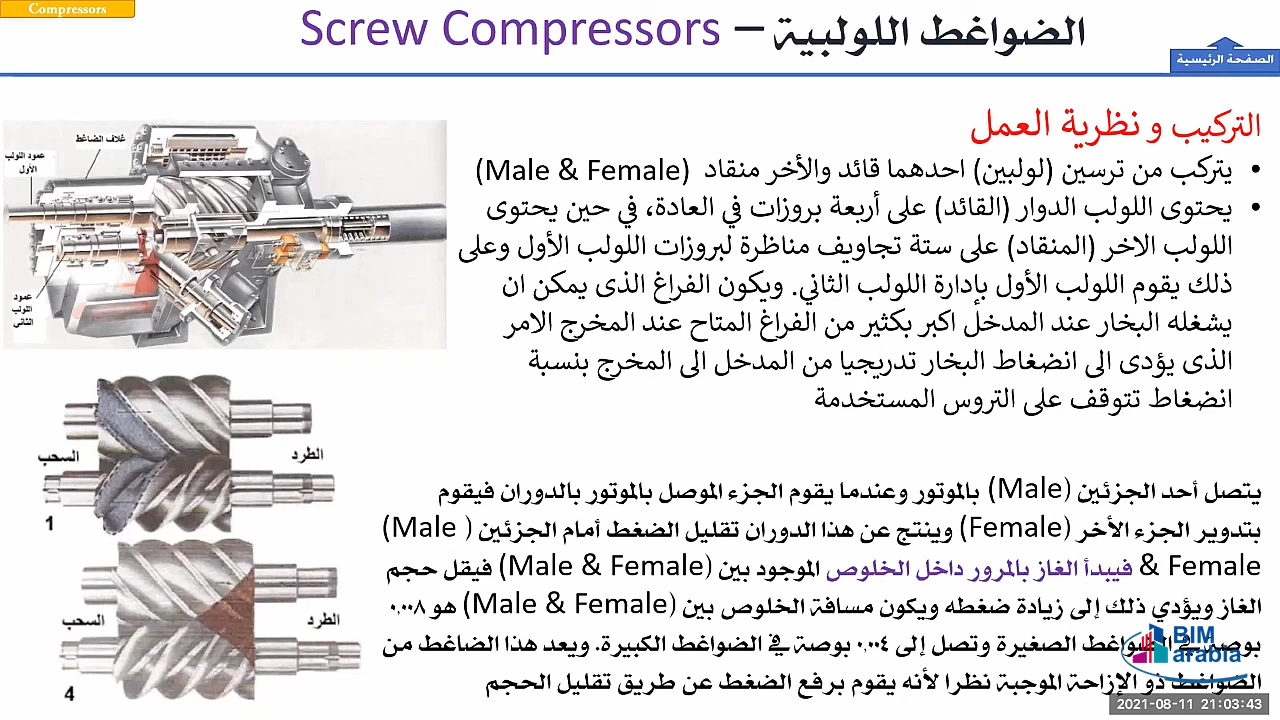 Compressors
الضواغط اللولبية – Screw Compressors
الصفحة الرئيسية
التركيب و نظرية العمل
• يتركب من ترسين (لولبين) احدهما قائد والأخر منقاد (Male & Female)
• يحتوى اللولب الدوار (القائد) على أربعة بروزات في العادة، في حين يحتوى
اللولب الاخر (المنقاد) على ستة تجاويف مناظرة لبروزات اللولب الأول وعلى
ذلك يقوم اللولب الأول بإدارة اللولب الثاني. ويكون الفراغ الذى يمكن ان
يشغله البخار عند المدخل اكبر بكثير من الفراغ المتاح عند المخرج الامر
الذى يؤدى الى انضغاط البخار تدريجيا من المدخل الى المخرج بنسبة
انضغاط تتوقف على التروس المستخدمة
غلاف الضاغط
عمود اللولب
الأول
عمود
اللولب
الثاني
السحب
الطرد
1
السحب
الطرد
4
يتصل أحد الجزئين (Male) بالموتور وعندما يقوم الجزء الموصل بالموتور بالدوران فيقوم
بتدوير الجزء الأخر (Female) وينتج عن هذا الدوران تقليل الضغط أمام الجزئين (Male
& Female فيبدأ الغاز بالمرور داخل الخلوص الموجود بين (Male & Female) فيقل حجم
الغاز ويؤدي ذلك إلى زيادة ضغطه ويكون مسافة الخلوص بين (Male & Female) هو ٠,٠٠٨
بوصة في الضواغط الصغيرة وتصل إلى ٠,٠٠٤ بوصة في الضواغط الكبيرة. ويعد هذا الضاغط من
الضواغط ذو الإزاحة الموجبة نظرا لأنه يقوم برفع الضغط عن طريق تقليل الحجم
BIM
arabia
2021-08-11 21:03:43